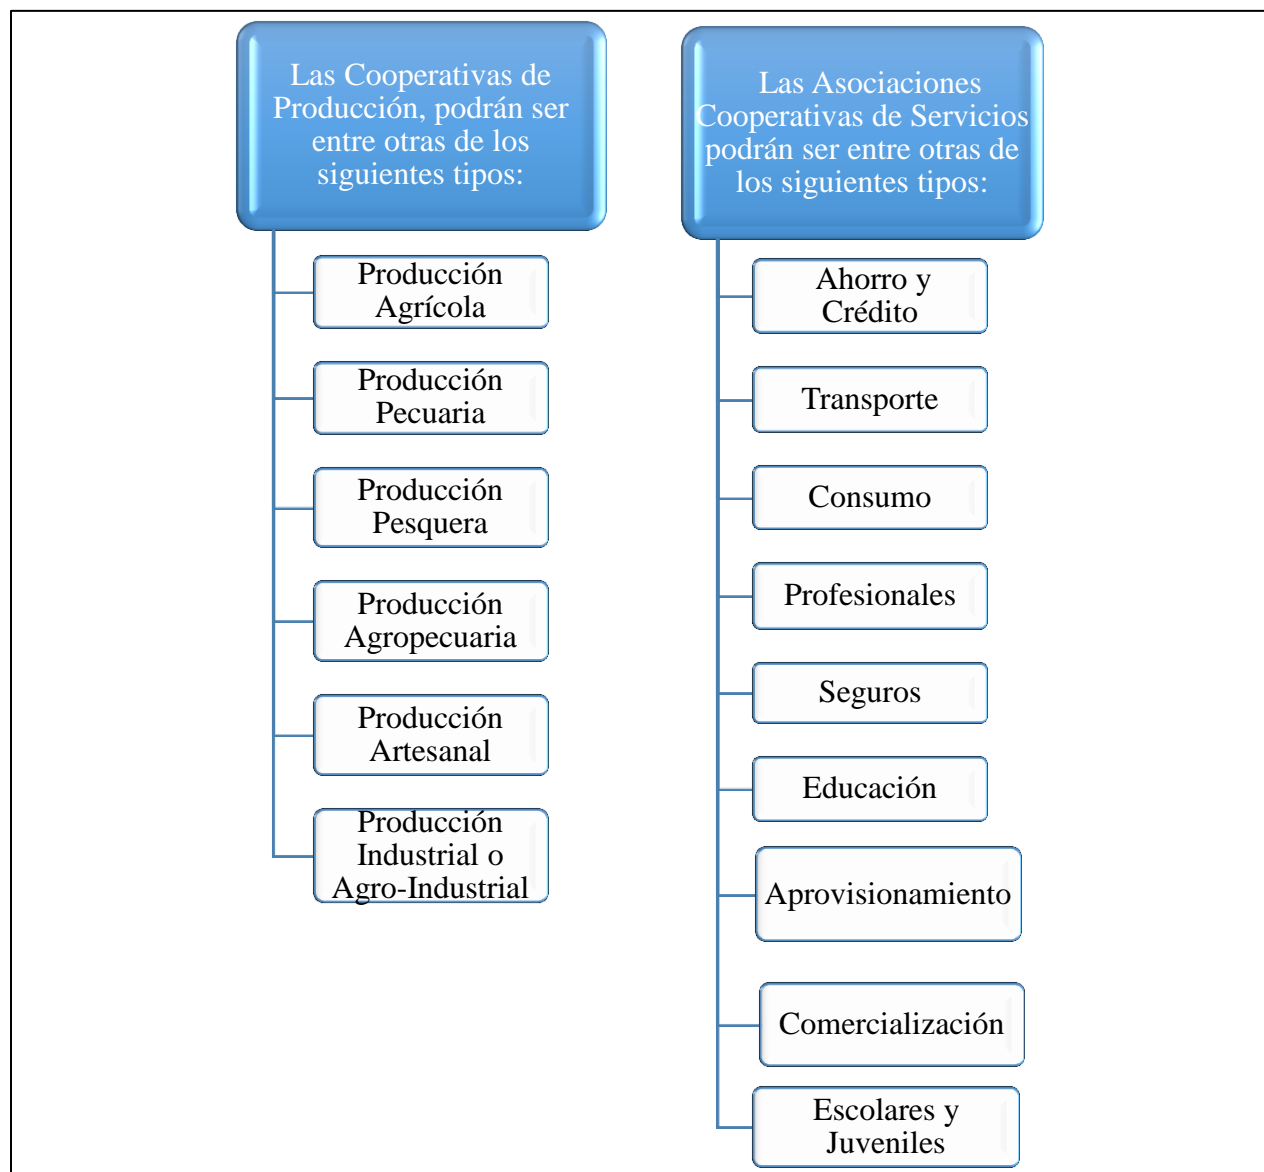 Las Cooperativas de
Producción, podrán ser
entre otras de los
siguientes tipos:
Producción
Agrícola
Producción
Pecuaria
Producción
Pesquera
Producción
Agropecuaria
Producción
Artesanal
Producción
Industrial o
Agro-Industrial
Las Asociaciones
Cooperativas de Servicios
podrán ser entre otras de
los siguientes tipos:
Ahorro y
Crédito
Transporte
Consumo
Profesionales
Seguros
Educación
Aprovisionamiento
Comercialización
Escolares y
Juveniles